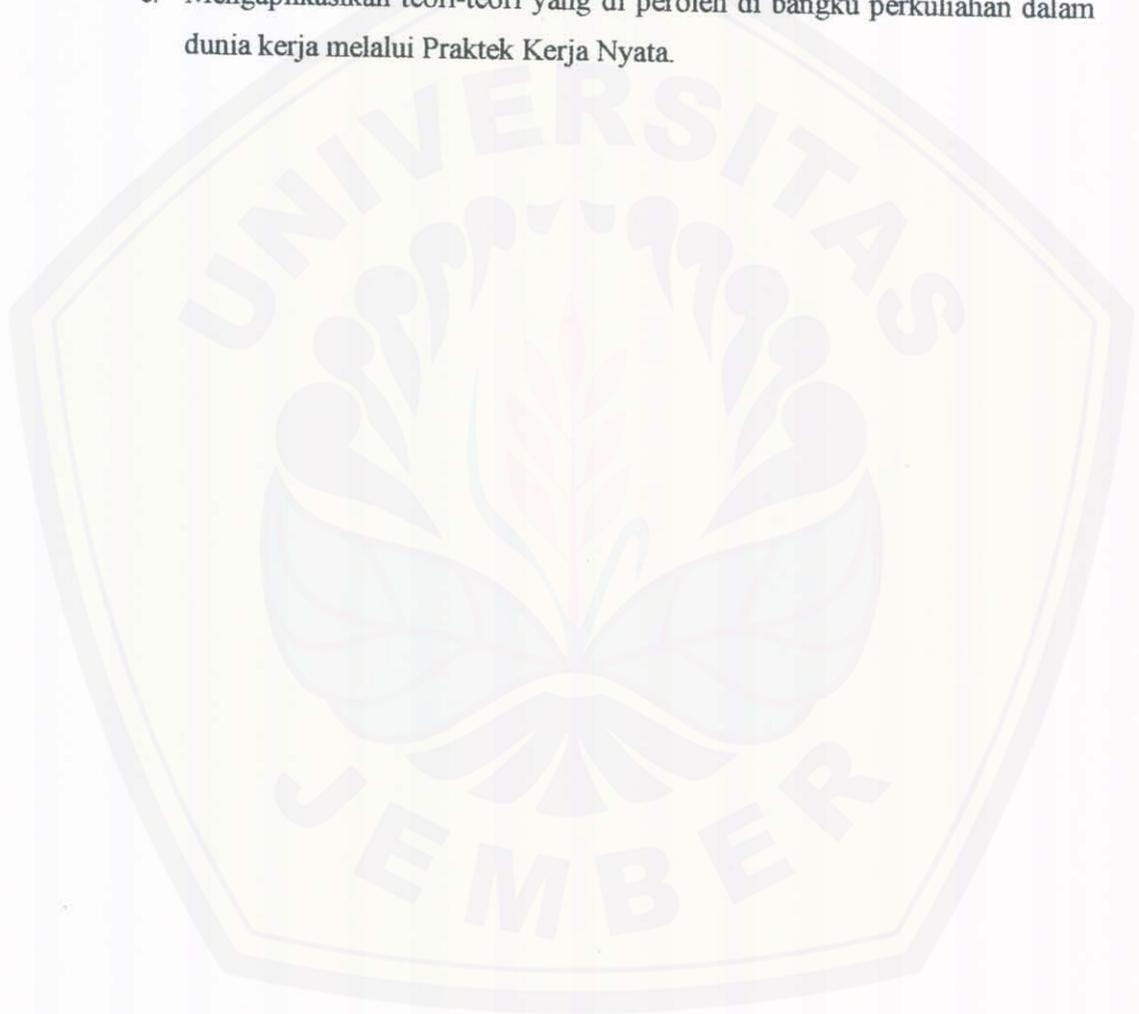 Mengaplikasikan teori-teori yang di peroleh di bangku perkuliahan dalam
dunia kerja melalui Praktek Kerja Nyata.
UNIVERSITAS
JEMBER